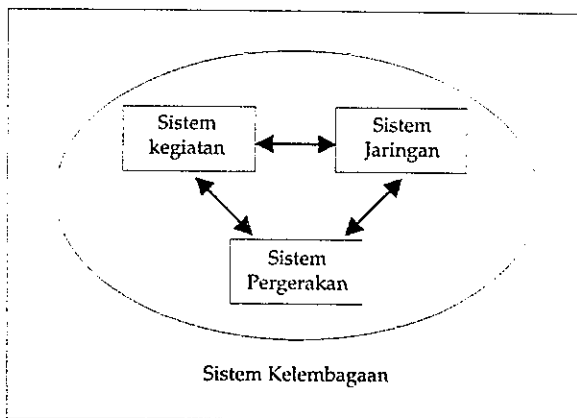 Sistem
kegiatan
Sistem
Jaringan
Sistem
Pergerakan
Sistem Kelembagaan